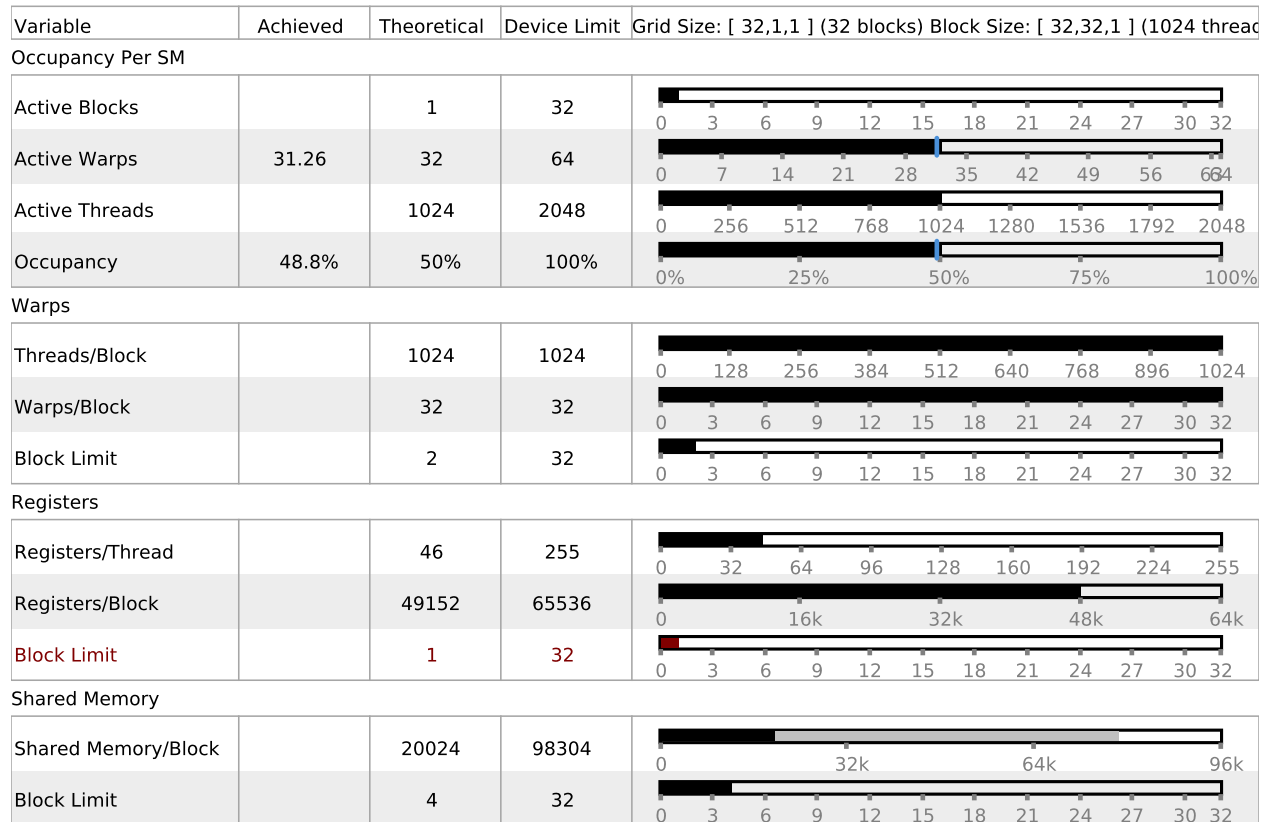 Variable Achieved Theoretical Device Limit Grid Size: [ 32,1,1 ] (32 blocks) Block Size: [ 32,32,1 ] (1024
Occupancy Per SM
Active Blocks 1 32
0 3 6 9 12 15 18 21 24 27 30 32
Active Warps 31.26 32 64
0 7 14 21 28 35 42 49 56 63 64
Active Threads 1024 2048
0 256 512 768 1024 1280 1536 1792 2048
Occupancy 48.8% 50% 100%
0% 25% 50% 75% 100%
Warps
Threads/Block 1024 1024
0 128 256 384 512 640 768 896 1024
Warps/Block 32 32
0 3 6 9 12 15 18 21 24 27 30 32
Block Limit 2 32
0 3 6 9 12 15 18 21 24 27 30 32
Registers
Registers/Thread 46 255
0 32 64 96 128 160 192 224 255
Registers/Block 49152 65536
0 16k 32k 48k 64k
Block Limit 1 32
0 3 6 9 12 15 18 21 24 27 30 32
Shared Memory
Shared Memory/Block 20024 98304
0 32k 64k 96k
Block Limit 4 32
0 3 6 9 12 15 18 21 24 27 30 32